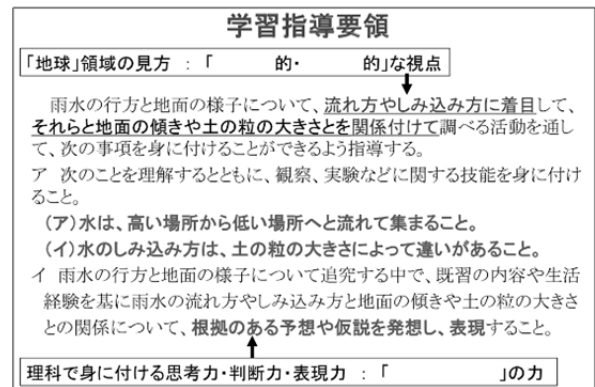 学習指導要領
「地球」領域の見方 ： 「　　　的・　　　的」な視点
雨水の行方と地面の様子について、流れ方やしみ込み方に着目して、
それらと地面の傾きや土の粒の大きさとを関係付けて調べる活動を通し
て、次の事項を身に付けることができるよう指導する。
ア 次のことを理解するとともに、観察、実験などに関する技能を身に付け
ること。
（ア）水は、高い場所から低い場所へと流れて集まること。
（イ）水のしみ込み方は、土の粒の大きさによって違いがあること。
イ 雨水の行方と地面の様子について追究する中で、既習の内容や生活
経験を基に雨水の流れ方やしみ込み方と地面の傾きや土の粒の大きさ
との関係について、根拠のある予想や仮説を発想し、表現すること。
理科で身に付ける思考力・判断力・表現力 ： 「　　　　　　」の力